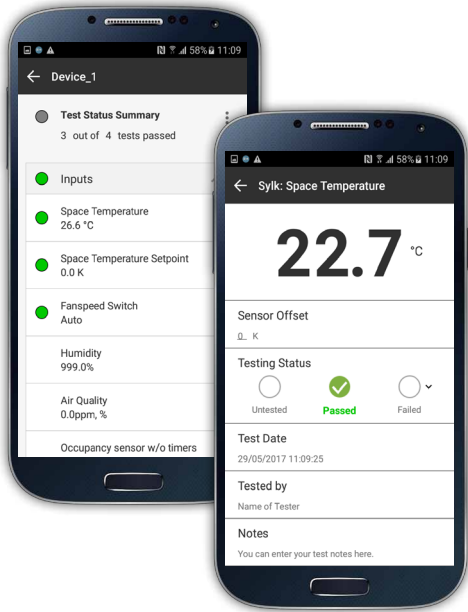 58% 11:09
Device_1
Test Status Summary
3 out of 4 tests passed
Inputs
Space Temperature
26.6 °C
Space Temperature Setpoint
0.0 K
Fanspeed Switch
Auto
Humidity
999.0%
Air Quality
0.0ppm, %
Occupancy sensor w/o timers
58% 11:09
Sylk: Space Temperature
22.7 °C
Sensor Offset
0 K
Testing Status
Untested
Passed
Failed
Test Date
29/05/2017 11:09:25
Tested by
Name of Tester
Notes
You can enter your test notes here.